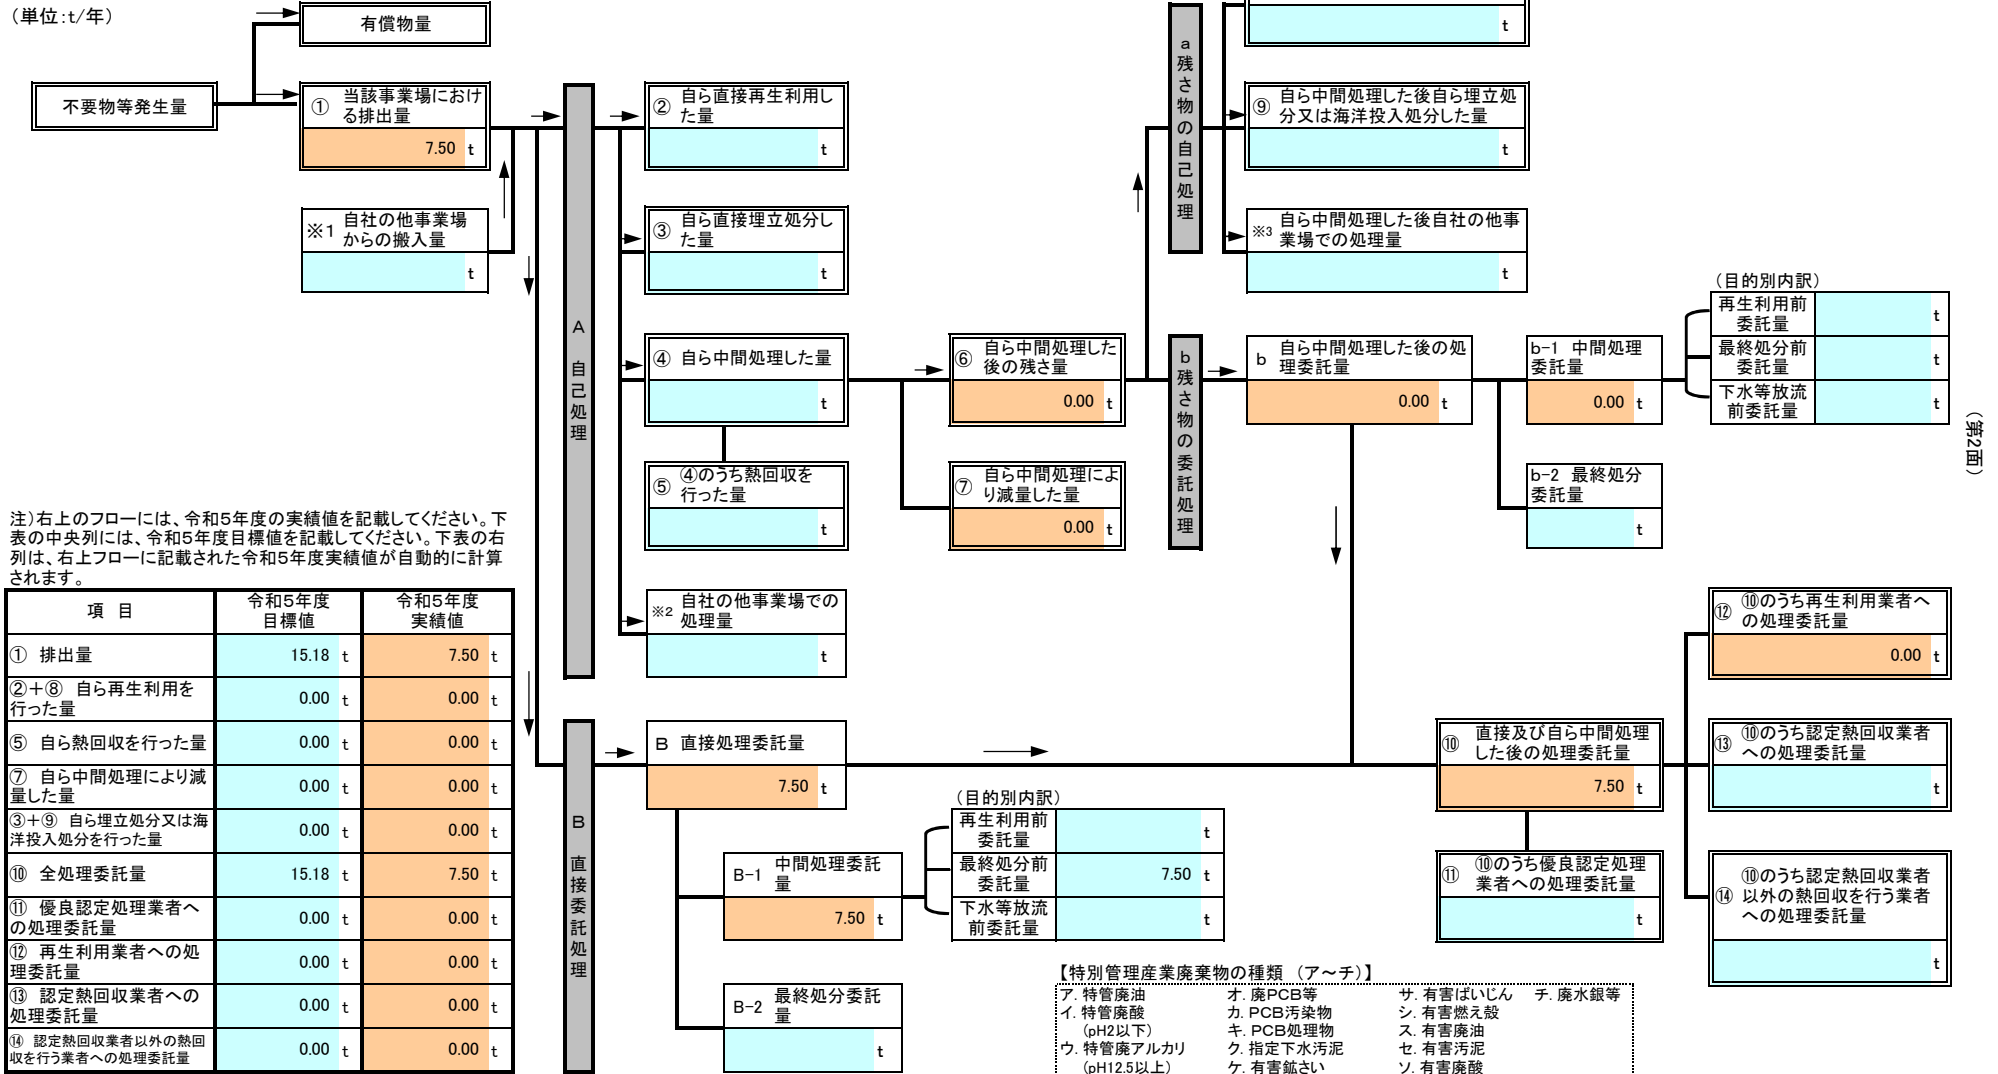 (単位:t/年)
有償物量
不要物等発生量
① 当該事業場におけ
る排出量
7.50 t
※1 自社の他事業場
からの搬入量
t
A 自己処理
② 自ら直接再生利用し
た量
t
③ 自ら直接埋立処分し
た量
t
④ 自ら中間処理した量
t
⑤ ④のうち熱回収を
行った量
t
※2 自社の他事業場での
処理量
t
⑥ 自ら中間処理した
後の残さ量
0.00 t
⑦ 自ら中間処理によ
り減量した量
0.00 t
a 残さ物の自己処理
t
⑨ 自ら中間処理した後自ら埋立処
分又は海洋投入処分した量
t
※3 自ら中間処理した後自社の他事
業場での処理量
t
b 残さ物の委託処理
b 自ら中間処理した後の処
理委託量
0.00 t
b-1 中間処理
委託量
0.00 t
b-2 最終処分
委託量
t
(目的別内訳)
再生利用前
委託量
t
最終処分前
委託量
t
下水等放流
前委託量
t
(第2面)
注)右上のフローには、令和5年度の実績値を記載してください。下
表の中央列には、令和5年度目標値を記載してください。下表の右
列は、右上フローに記載された令和5年度実績値が自動的に計算
されます。
項 目 令和5年度 令和5年度
目標値 実績値
① 排出量 15.18 t 7.50 t
②+⑧ 自ら再生利用を
行った量 0.00 t 0.00 t
⑤ 自ら熱回収を行った量 0.00 t 0.00 t
⑦ 自ら中間処理により減
量した量 0.00 t 0.00 t
③+⑨ 自ら埋立処分又は海
洋投入処分を行った量 0.00 t 0.00 t
⑩ 全処理委託量 15.18 t 7.50 t
⑪ 優良認定処理業者へ
の処理委託量 0.00 t 0.00 t
⑫ 再生利用業者への処
理委託量 0.00 t 0.00 t
⑬ 認定熱回収業者への
処理委託量 0.00 t 0.00 t
⑭ 認定熱回収業者以外の熱回
収を行う業者への処理委託量 0.00 t 0.00 t
B 直接委託処理
B 直接処理委託量
7.50 t
B-1 中間処理委託
量
7.50 t
B-2 最終処分委託
量
t
(目的別内訳)
再生利用前
委託量
t
最終処分前
委託量
7.50 t
下水等放流
前委託量
t
⑩ 直接及び自ら中間処理
した後の処理委託量
7.50 t
⑪ ⑩のうち優良認定処理
業者への処理委託量
t
⑫ ⑩のうち再生利用業者へ
の処理委託量
0.00 t
⑬ ⑩のうち認定熱回収業者
への処理委託量
t
⑭ ⑩のうち認定熱回収業者
以外の熱回収を行う業者
への処理委託量
t
【特別管理産業廃棄物の種類 (ア~チ)】
ア. 特管廃油 オ. 廃PCB等 サ. 有害ばいじん チ. 廃水銀等
イ. 特管廃酸 カ. PCB汚染物 シ. 有害燃え殻
(pH2以下) キ. PCB処理物 ス. 有害廃油
ウ. 特管廃アルカリ ク. 指定下水汚泥 セ. 有害汚泥
(pH12.5以上) ケ. 有害鉱さい ソ. 有害廃酸